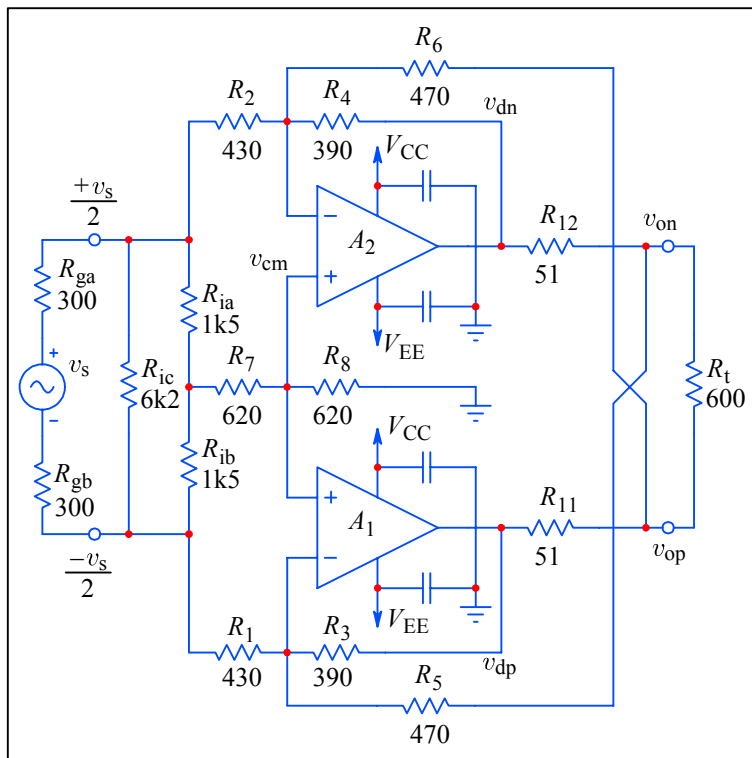 R6
470
R2
430
R4
390
vdn
VCC
+vs
2
A2
R12
51
von
vcm
Rga
300
Ria
1k5
VEE
vs
Ric
6k2
R7
620
R8
620
Rt
600
VCC
Rgb
300
Rib
1k5
A1
R11
51
−vs
2
vop
VEE
R1
430
R3
390
vdp
R5
470